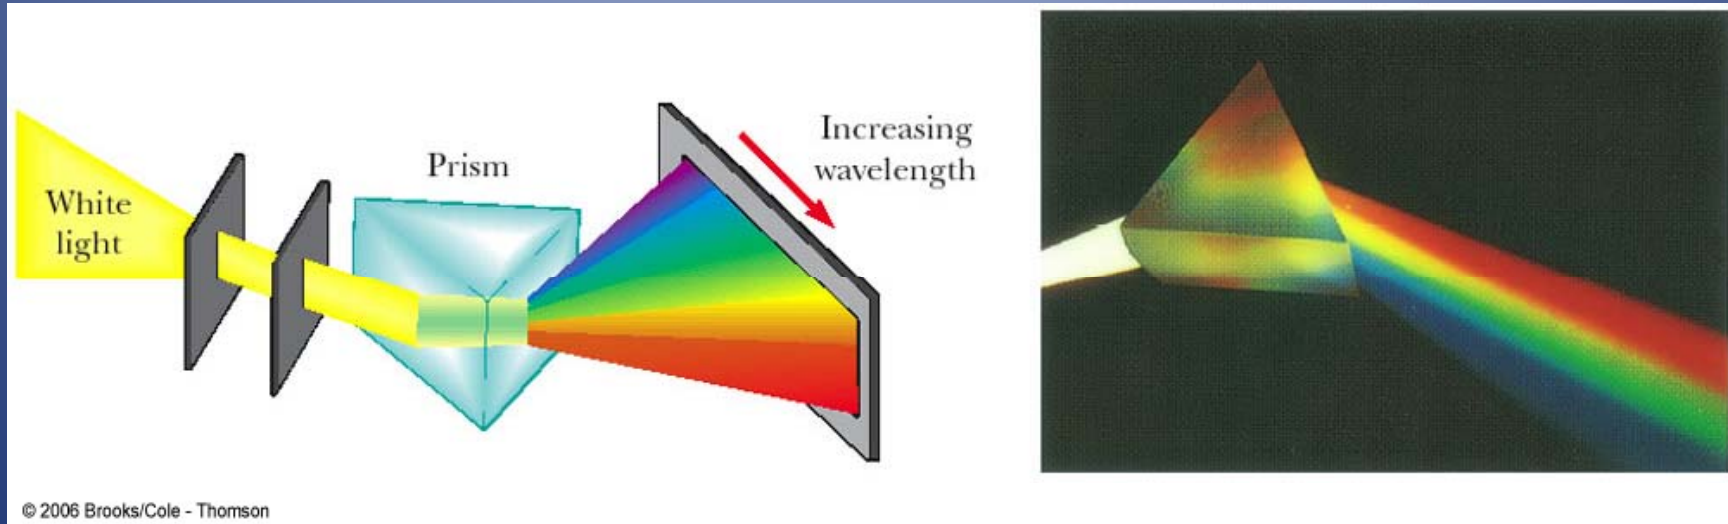 White
light
Prism
Increasing
wavelength
© 2006 Brooks/Cole - Thomson